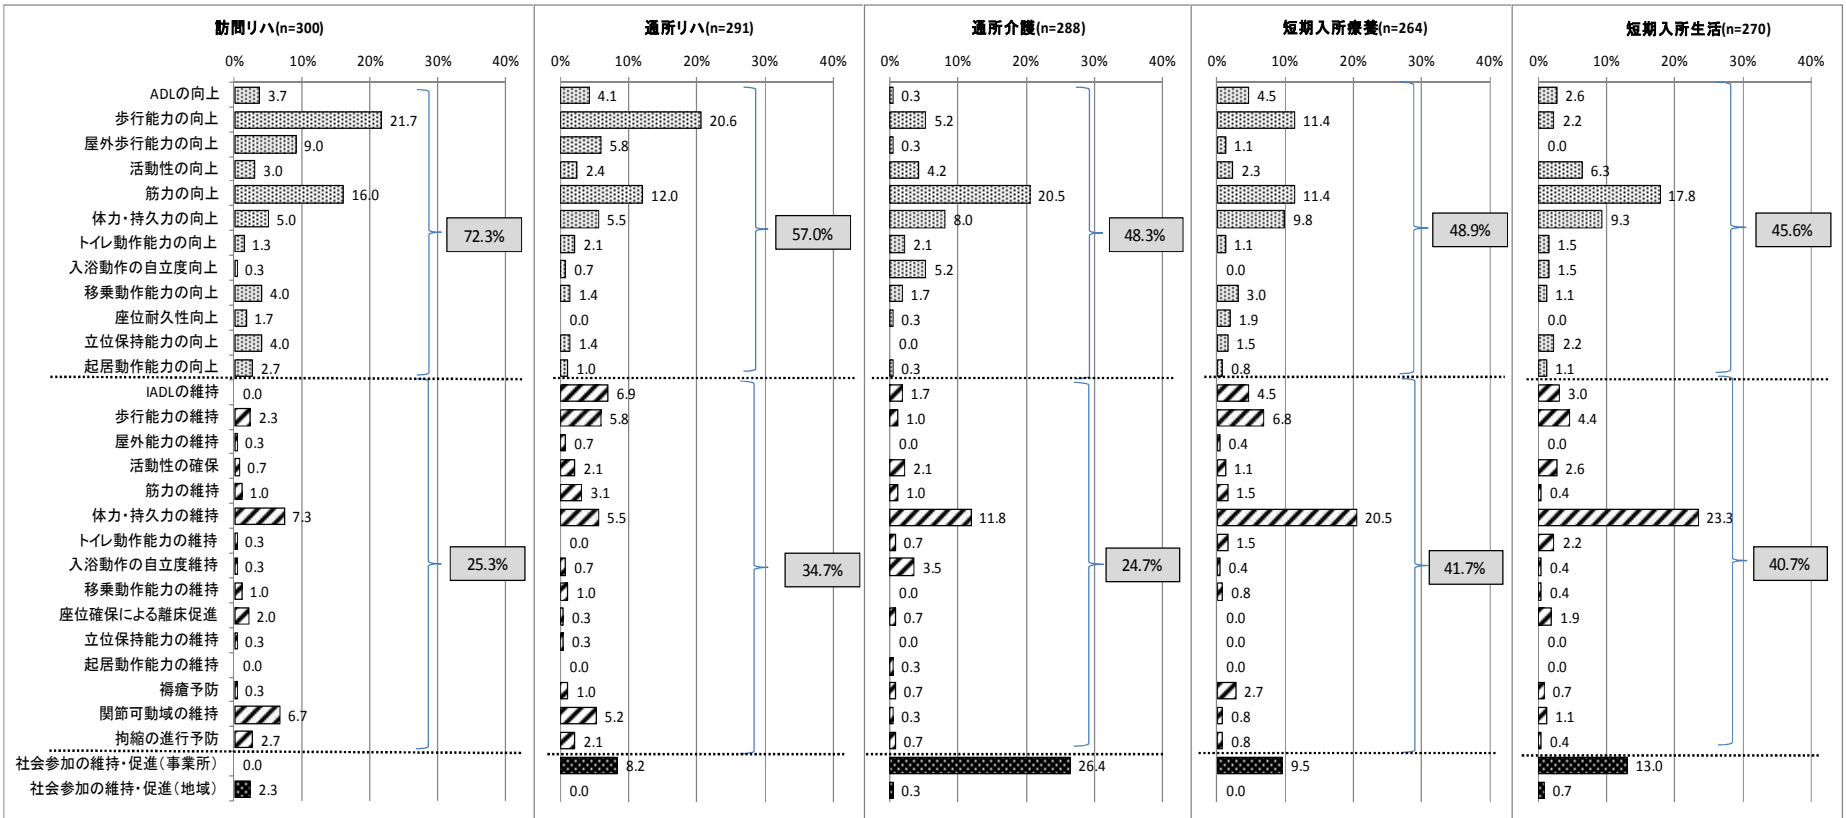 訪問リハ(n=300) 通所リハ(n=291) 通所介護(n=288) 短期入所療養(n=264) 短期入所生活(n=270)
0% 10% 20% 30% 40% 0% 10% 20% 30% 40% 0% 10% 20% 30% 40% 0% 10% 20% 30% 40% 0% 10% 20% 30% 40%
ADLの向上 3.7 4.1 0.3 4.5 2.6
歩行能力の向上 21.7 20.6 5.2 11.4 2.2
屋外歩行能力の向上 9.0 5.8 0.3 1.1 0.0
活動性の向上 3.0 2.4 4.2 2.3 6.3
筋力の向上 16.0 12.0 20.5 11.4 17.8
体力・持久力の向上 5.0 5.5 8.0 9.8 9.3
72.3% 57.0% 48.3% 48.9% 45.6%
トイレ動作能力の向上 1.3 2.1 2.1 1.1 1.5
入浴動作の自立度向上 0.3 0.7 5.2 0.0 1.5
移乗動作能力の向上 4.0 1.4 1.7 3.0 1.1
座位耐久性向上 1.7 0.0 0.3 1.9 0.0
立位保持能力の向上 4.0 1.4 0.0 1.5 2.2
起居動作能力の向上 2.7 1.0 0.3 0.8 1.1
IADLの維持 0.0 6.9 1.7 4.5 3.0
歩行能力の維持 2.3 5.8 1.0 6.8 4.4
屋外能力の維持 0.3 0.7 0.0 0.4 0.0
活動性の確保 0.7 2.1 2.1 1.1 2.6
筋力の維持 1.0 3.1 1.0 1.5 0.4
体力・持久力の維持 7.3 5.5 11.8 20.5 23.3
トイレ動作能力の維持 0.3 0.0 0.7 1.5 2.2
入浴動作の自立度維持 0.3 0.7 3.5 0.4 0.4
25.3% 34.7% 24.7% 41.7% 40.7%
移乗動作能力の維持 1.0 1.0 0.0 0.8 0.4
座位確保による離床促進 2.0 0.3 0.7 0.0 1.9
立位保持能力の維持 0.3 0.3 0.0 0.0 0.0
起居動作能力の維持 0.0 0.0 0.3 0.0 0.0
褥瘡予防 0.3 1.0 0.7 2.7 0.7
関節可動域の維持 6.7 5.2 0.3 0.8 1.1
拘縮の進行予防 2.7 2.1 0.7 0.8 0.4
社会参加の維持・促進(事業所) 0.0 8.2 26.4 9.5 13.0
社会参加の維持・促進(地域) 2.3 0.0 0.3 0.0 0.7